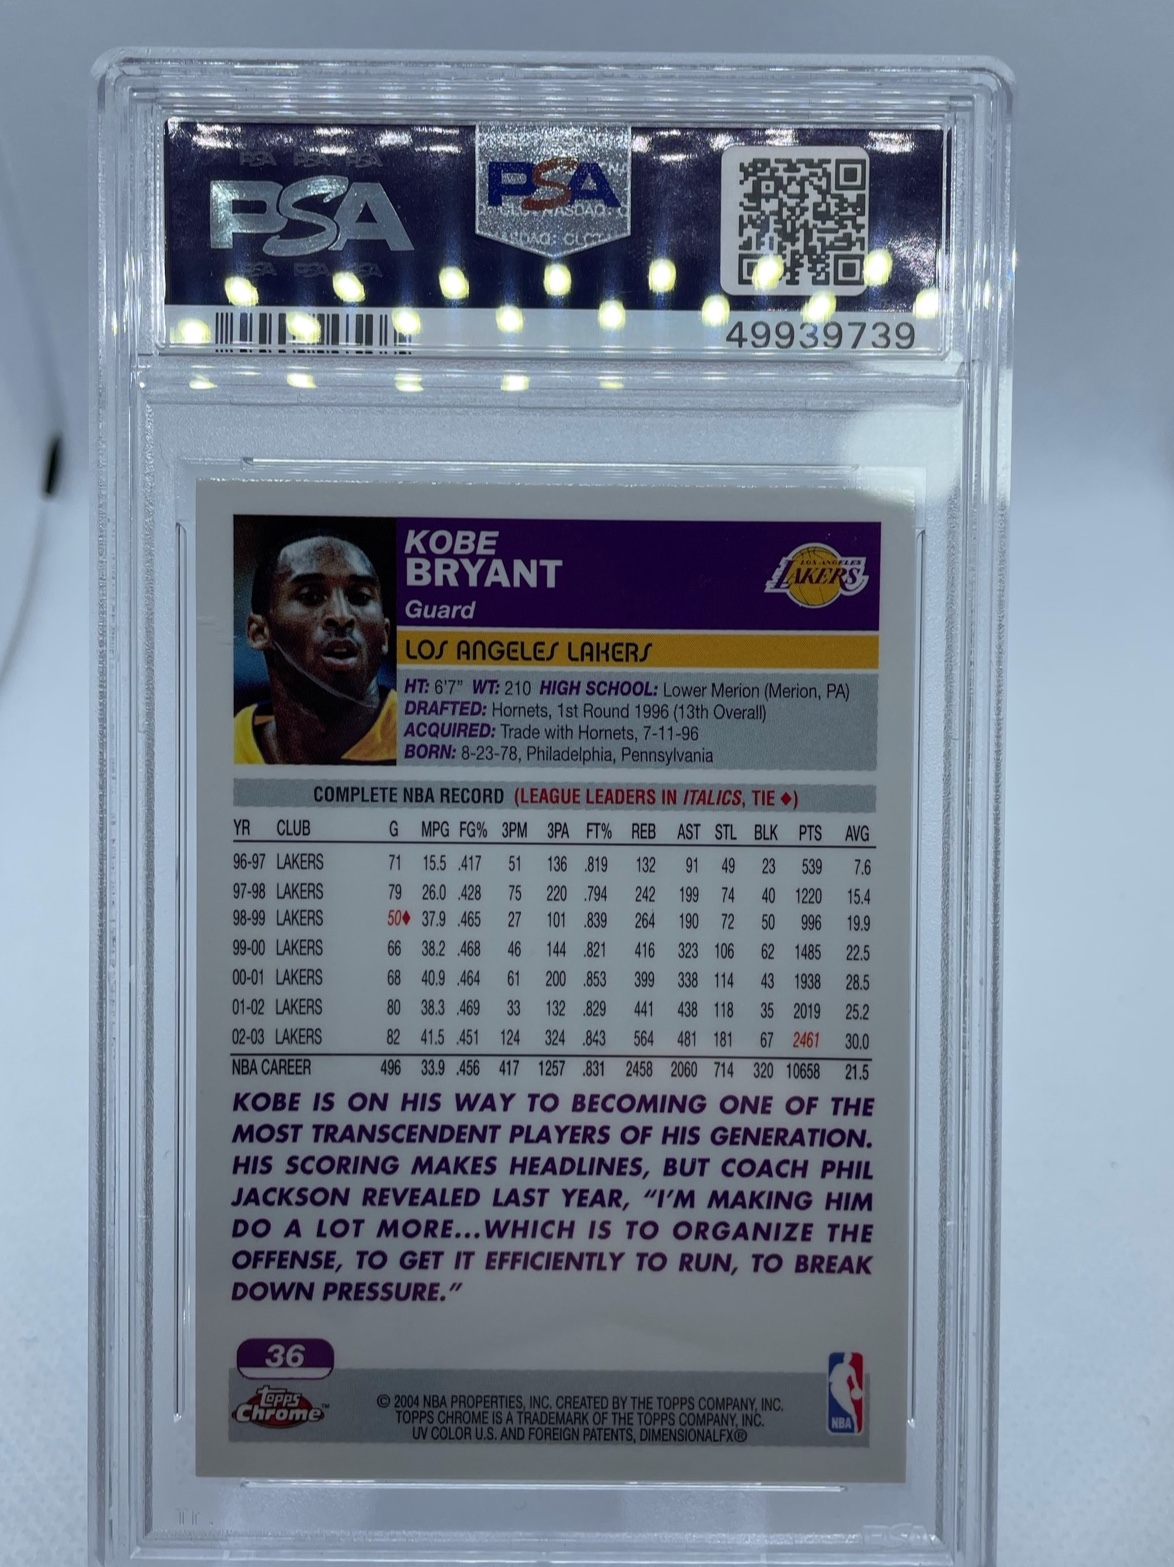 PSA PSA PSA
PSA
PSA
NASDAQ: CLCT
PSA PSA PSA
49939739
KOBE
BRYANT
Guard
LOS ANGELES
LAKERS
LOS ANGELES LAKERS
HT: 6'7" WT: 210 HIGH SCHOOL: Lower Merion (Merion, PA)
DRAFTED: Hornets, 1st Round 1996 (13th Overall)
ACQUIRED: Trade with Hornets, 7-11-96
BORN: 8-23-78, Philadelphia, Pennsylvania
COMPLETE NBA RECORD (LEAGUE LEADERS IN ITALICS, TIE ♦)
YR CLUB G MPG FG% 3PM 3PA FT% REB AST STL BLK PTS AVG
96-97 LAKERS 71 15.5 .417 51 136 .819 132 91 49 23 539 7.6
97-98 LAKERS 79 26.0 .428 75 220 .794 242 199 74 40 1220 15.4
98-99 LAKERS 50♦ 37.9 .465 27 101 .839 264 190 72 50 996 19.9
99-00 LAKERS 66 38.2 .468 46 144 .821 416 323 106 62 1485 22.5
00-01 LAKERS 68 40.9 .464 61 200 .853 399 338 114 43 1938 28.5
01-02 LAKERS 80 38.3 .469 33 132 .829 441 438 118 35 2019 25.2
02-03 LAKERS 82 41.5 .451 124 324 .843 564 481 181 67 2461 30.0
NBA CAREER 496 33.9 .456 417 1257 .831 2458 2060 714 320 10658 21.5
KOBE IS ON HIS WAY TO BECOMING ONE OF THE
MOST TRANSCENDENT PLAYERS OF HIS GENERATION.
HIS SCORING MAKES HEADLINES, BUT COACH PHIL
JACKSON REVEALED LAST YEAR, “I'M MAKING HIM
DO A LOT MORE...WHICH IS TO ORGANIZE THE
OFFENSE, TO GET IT EFFICIENTLY TO RUN, TO BREAK
DOWN PRESSURE.”
36
Topps
Chrome™
© 2004 NBA PROPERTIES, INC. CREATED BY THE TOPPS COMPANY, INC.
TOPPS CHROME IS A TRADEMARK OF THE TOPPS COMPANY, INC.
UV COLOR U.S. AND FOREIGN PATENTS, DIMENSIONALFX®
NBA